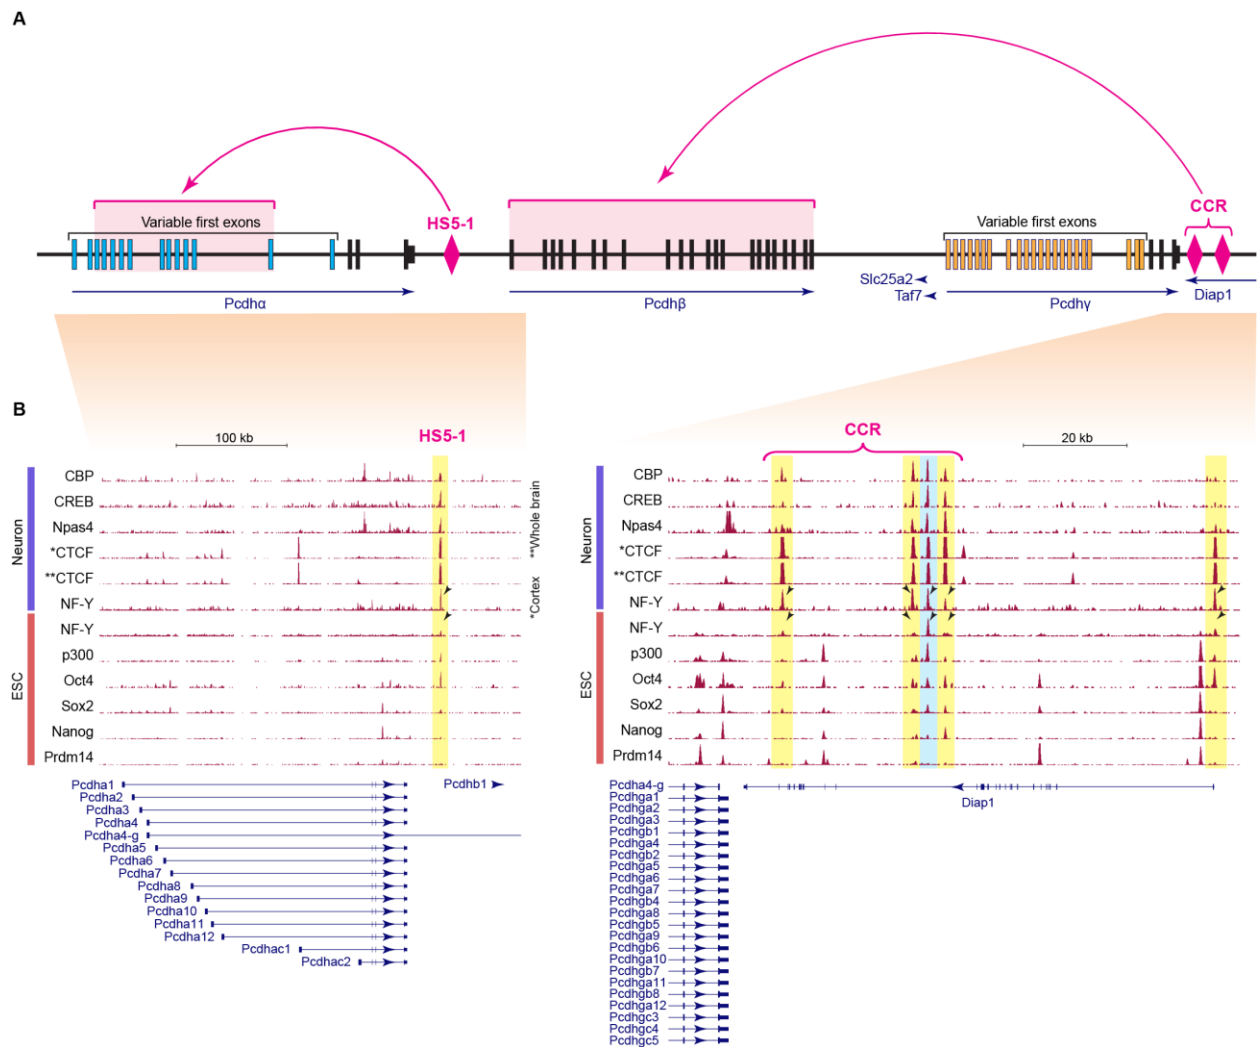 A
Variable first exons
HS5-1
Variable first exons
CCR
Slc25a2
Taf7
Pcdhα
Pcdhβ
Pcdhγ
Diap1
B
100 kb
HS5-1
CCR
20 kb
Neuron
CBP
CREB
Npas4
*CTCF
**CTCF
NF-Y
ESC
NF-Y
p300
Oct4
Sox2
Nanog
Prdm14
**Whole brain
*Cortex
Neuron
CBP
CREB
Npas4
*CTCF
**CTCF
NF-Y
ESC
NF-Y
p300
Oct4
Sox2
Nanog
Prdm14
Pcdha1
Pcdhb1
Pcdha2
Pcdha3
Pcdha4
Pcdha4-g
Pcdha5
Pcdha6
Pcdha7
Pcdha8
Pcdha9
Pcdha10
Pcdha11
Pcdha12
Pcdhac1
Pcdhac2
Pcdha4-g
Pcdhga1
Pcdhga2
Pcdhga3
Pcdhgb1
Pcdhga4
Pcdhgb2
Pcdhga5
Pcdhga6
Pcdhga7
Pcdhgb4
Pcdhga8
Pcdhgb5
Pcdhga9
Pcdhgb6
Pcdhga10
Pcdhgb7
Pcdhga11
Pcdhgb8
Pcdhga12
Pcdhgc3
Pcdhgc4
Pcdhgc5
Diap1